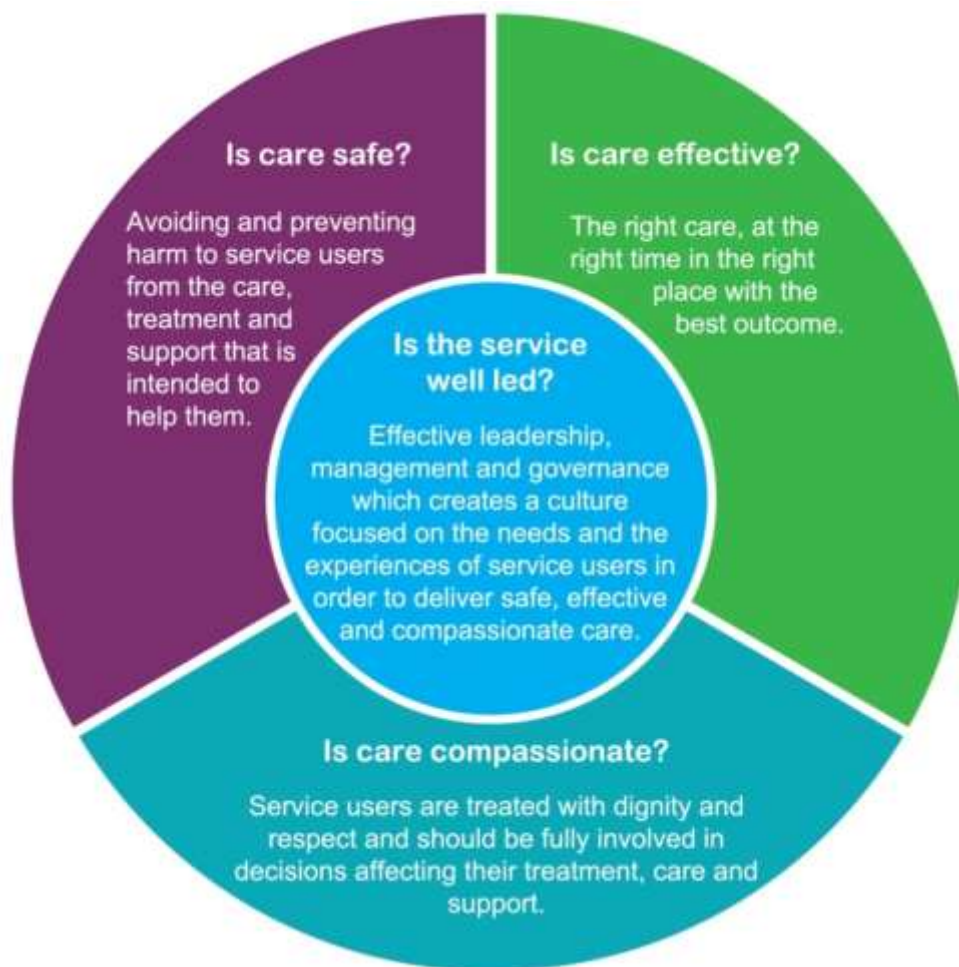 Is care safe?
Avoiding and preventing
harm to service users
from the care,
treatment and
support that is
intended to
help them.
Is care effective?
The right care, at the
right time in the right
place with the
best outcome.
Is the service
well led?
Effective leadership,
management and governance
which creates a culture
focused on the needs and the
experiences of service users in
order to deliver safe, effective
and compassionate care.
Is care compassionate?
Service users are treated with dignity and
respect and should be fully involved in
decisions affecting their treatment, care and
support.